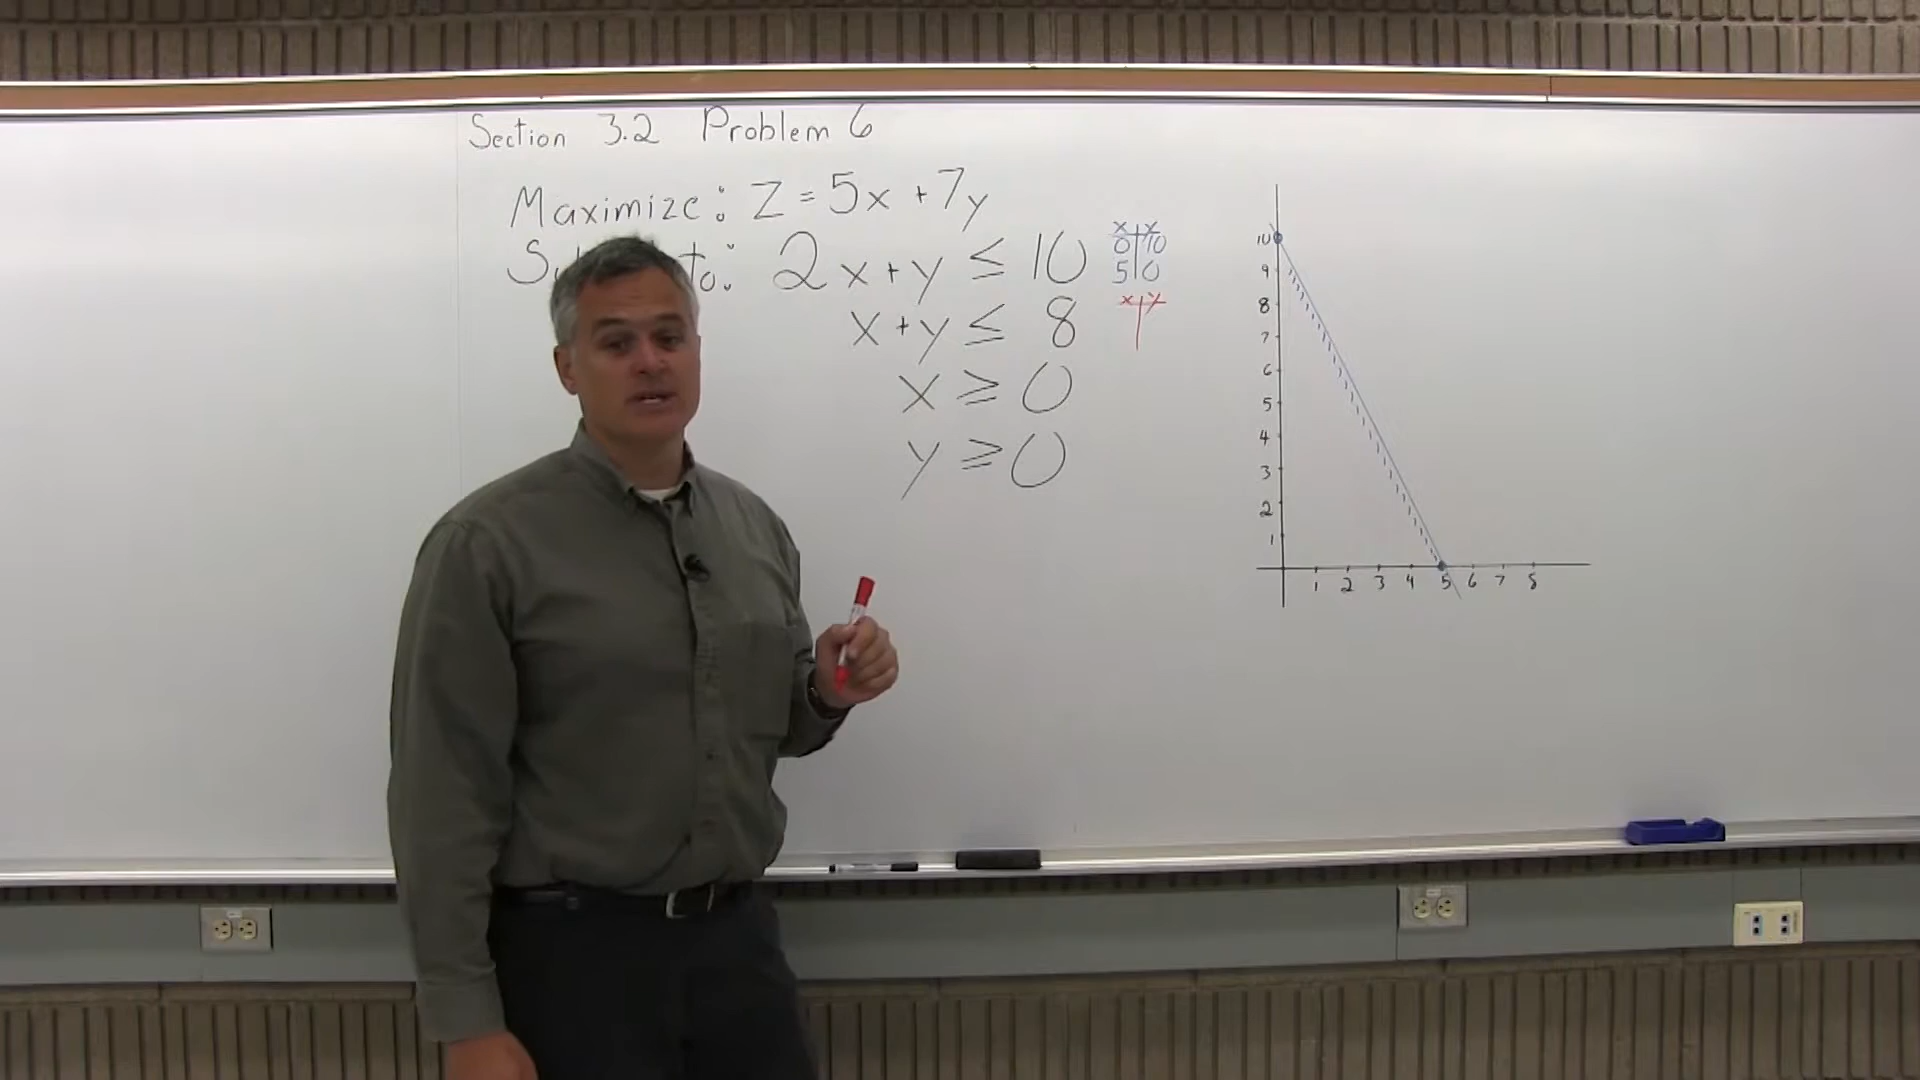 Section 3.2 Problem 6
Maximize: Z = 5x + 7y
to: 2x + y ≤ 10
x + y ≤ 8
x ≥ 0
y ≥ 0
x y
0 10
5 0
x y
10
9
8
7
6
5
4
3
2
1
1 2 3 4 5 6 7 8